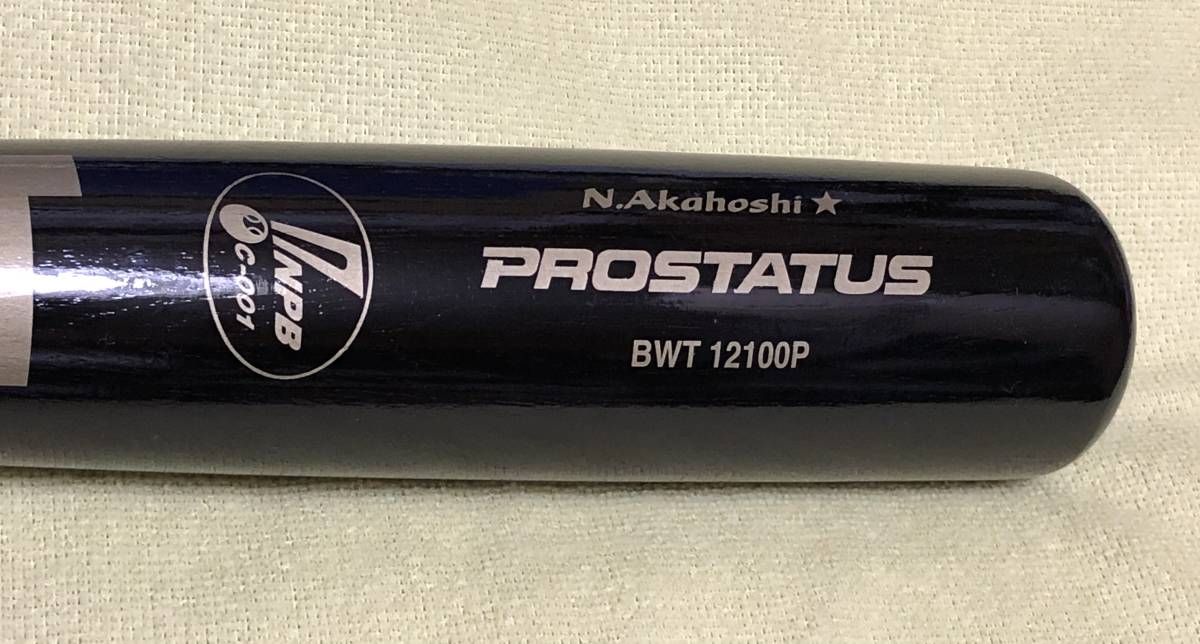 NPB
C-001
N.Akahoshi ★
PROSTATUS
BWT 12100P